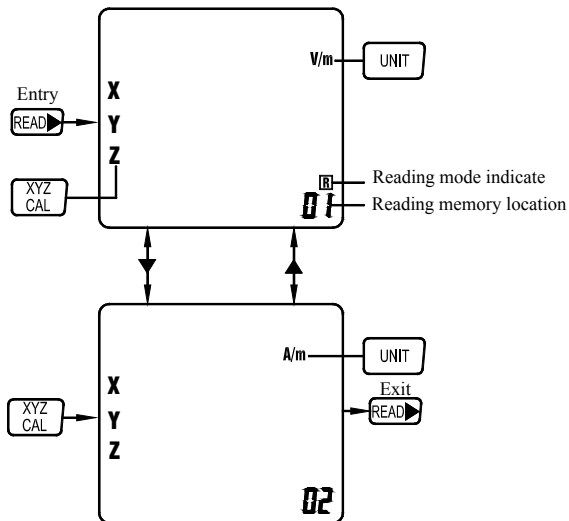 V/m
UNIT
Entry
X
READ
Y
Z
XYZ
CAL
R
Reading mode indicate
01
Reading memory location
A/m
UNIT
X
Exit
XYZ
CAL
Y
READ
Z
02